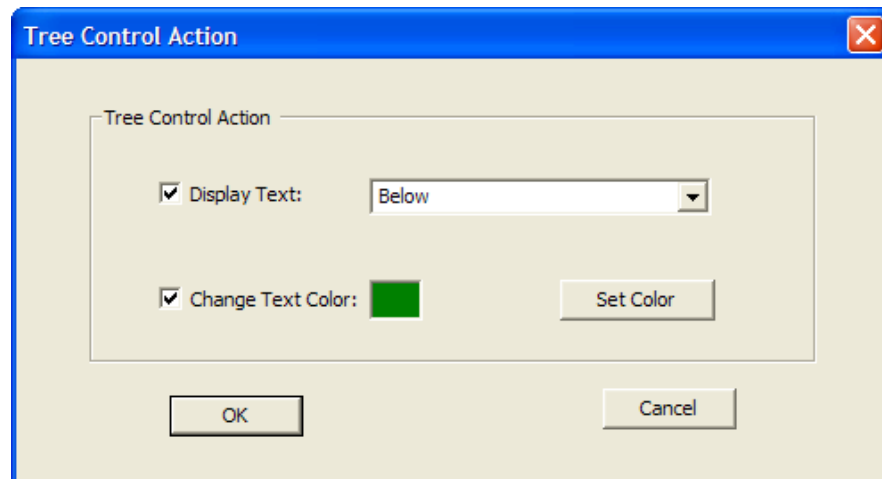 Tree Control Action
Tree Control Action
Display Text: Below
Change Text Color: Set Color
OK Cancel